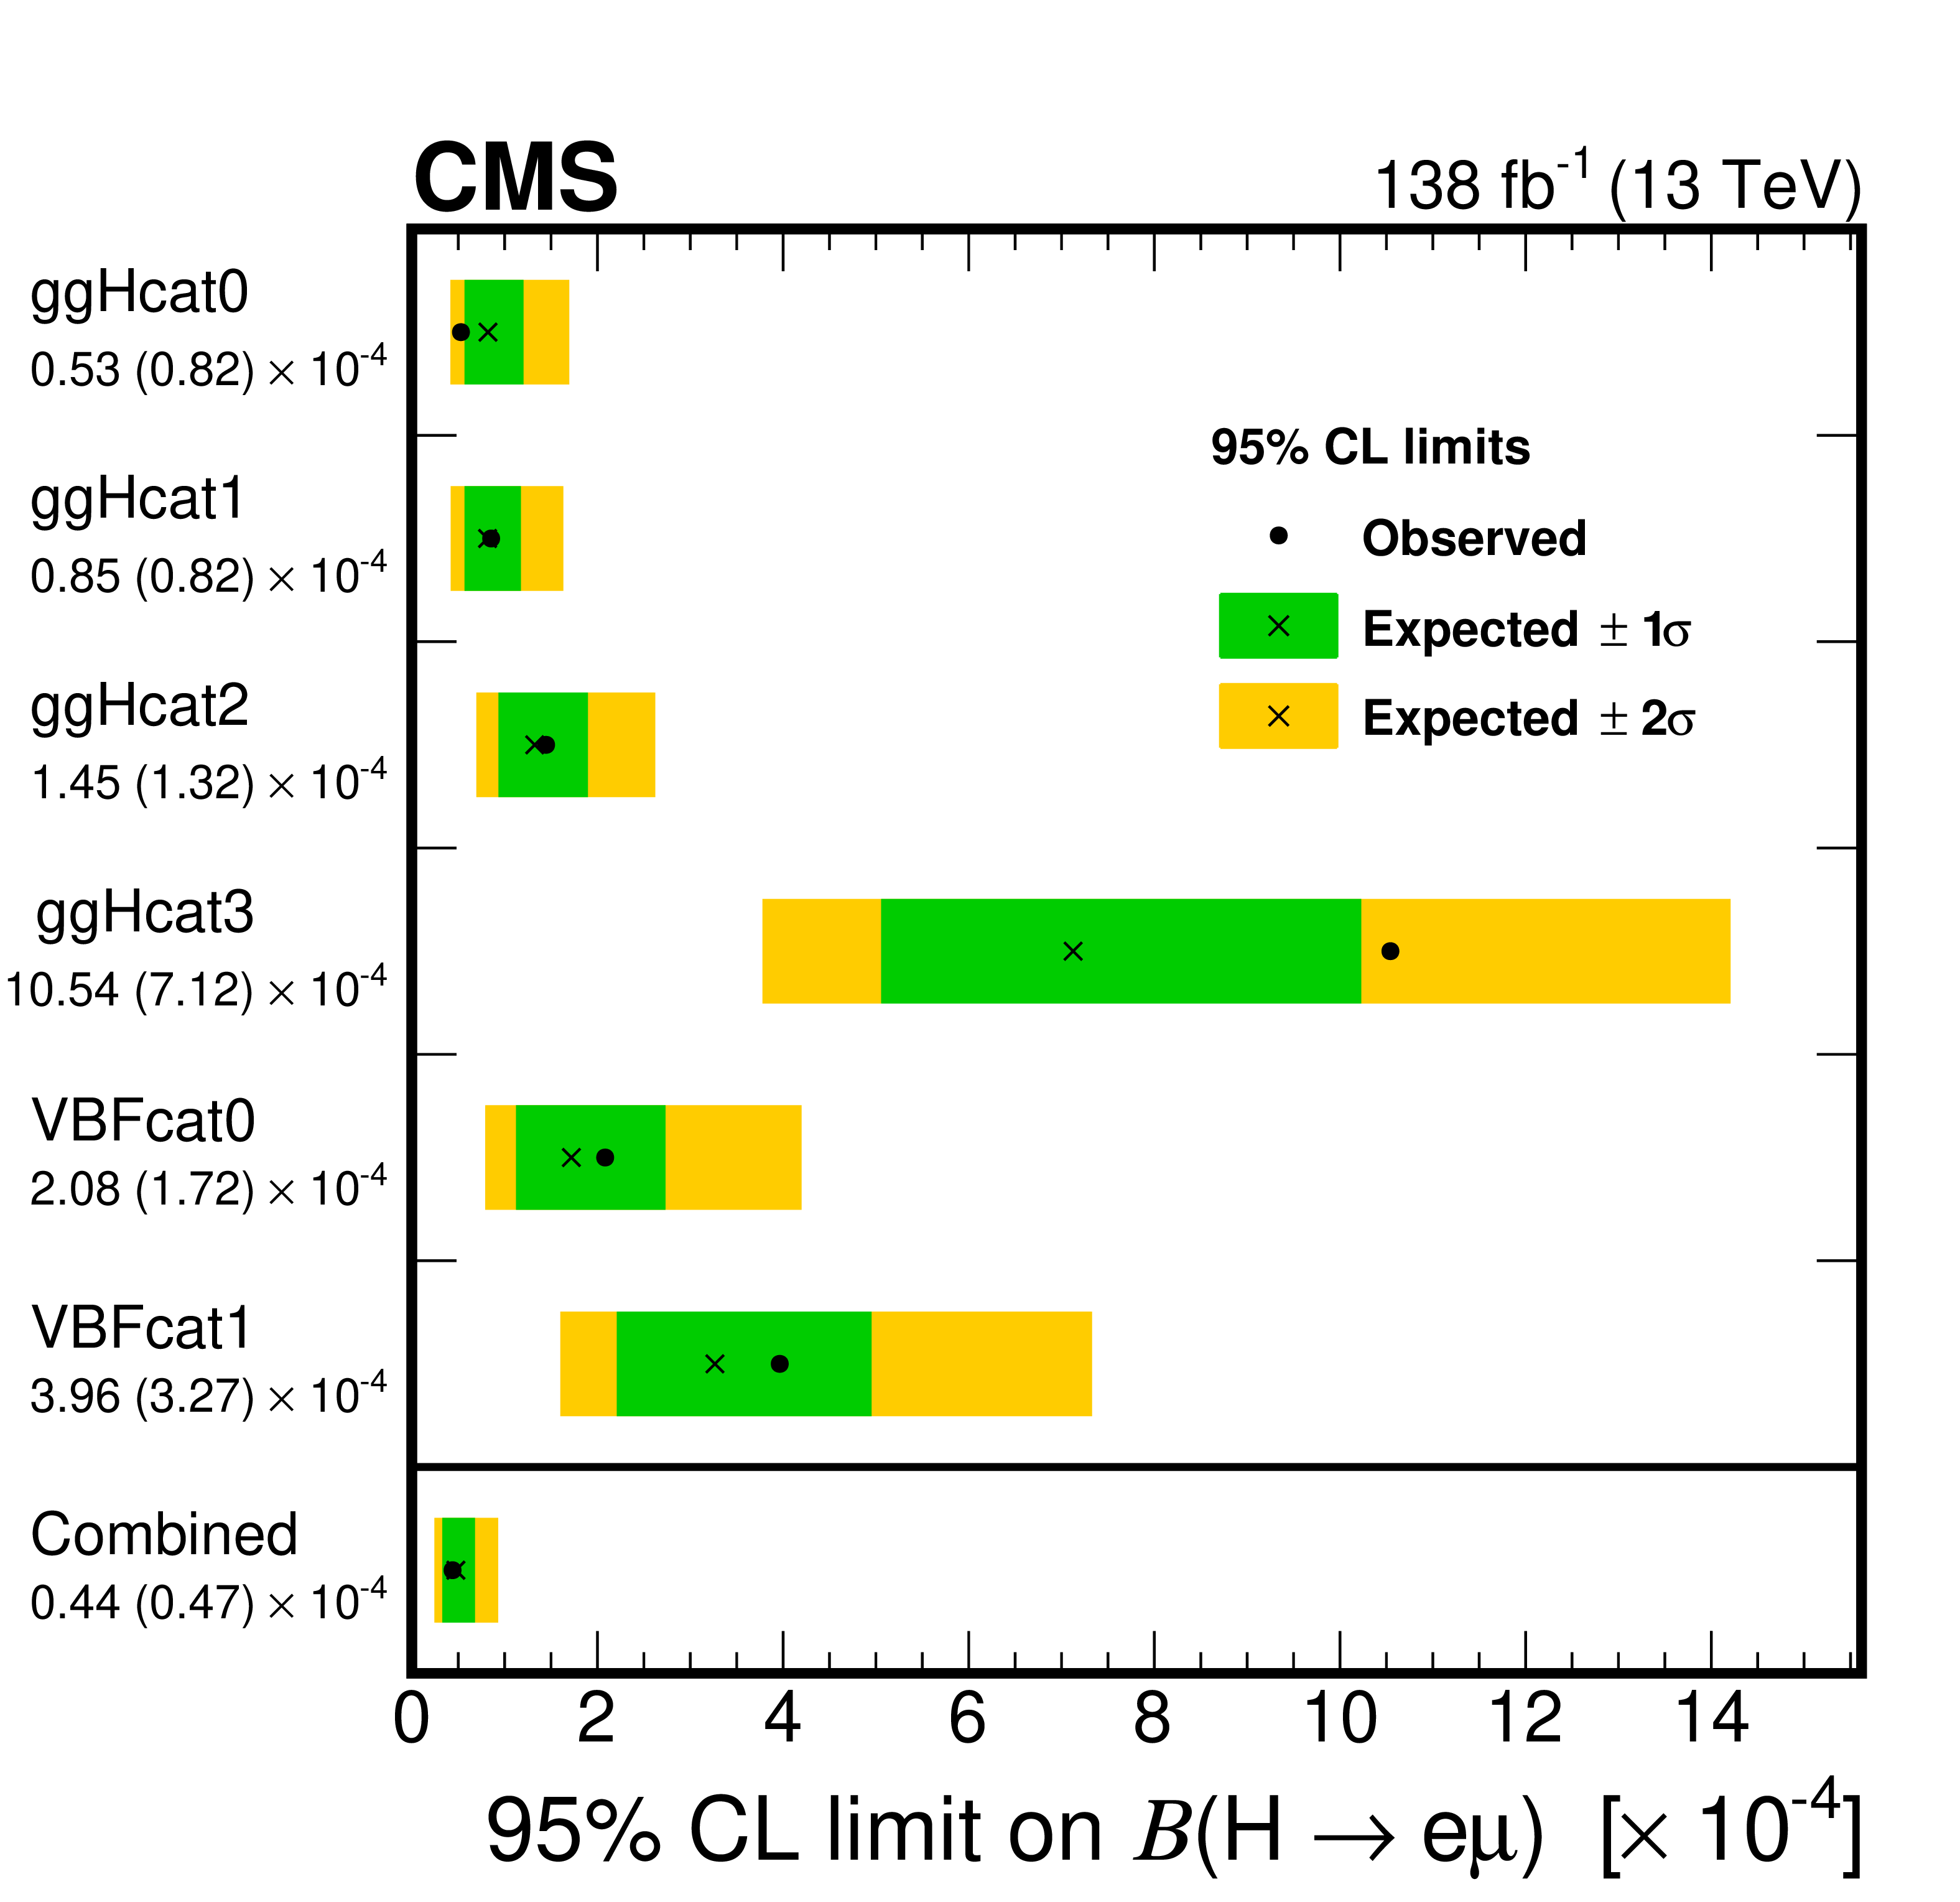 CMS
138 fb⁻¹ (13 TeV)
ggHcat0
0.53 (0.82) × 10⁻⁴
ggHcat1
0.85 (0.82) × 10⁻⁴
ggHcat2
1.45 (1.32) × 10⁻⁴
ggHcat3
10.54 (7.12) × 10⁻⁴
VBFcat0
2.08 (1.72) × 10⁻⁴
VBFcat1
3.96 (3.27) × 10⁻⁴
Combined
0.44 (0.47) × 10⁻⁴
95% CL limits
Observed
Expected ± 1σ
Expected ± 2σ
0 2 4 6 8 10 12 14
95% CL limit on B(H → eμ) [× 10⁻⁴]